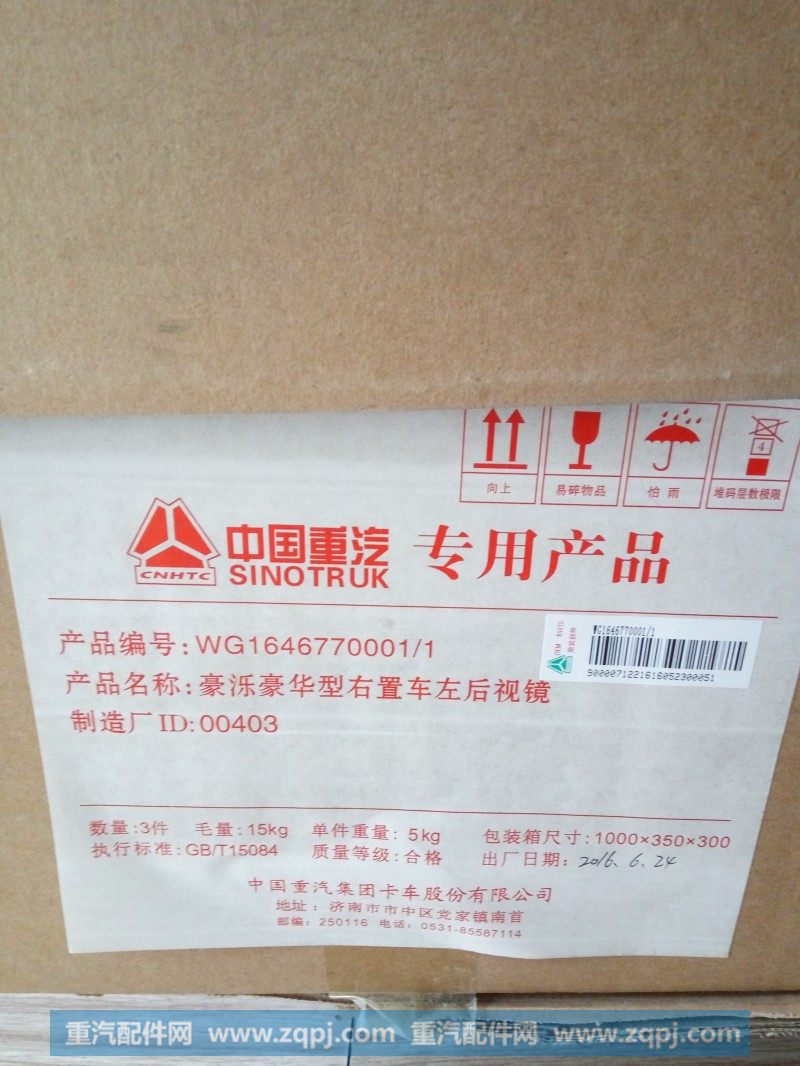 向上
易碎物品
怕雨
4
堆码层数极限
CNHTC
中国重汽
SINOTRUK
专用产品
产品编号:WG1646770001/1
WG1646770001/1
9000071221616052300051
产品名称:豪泺豪华型右置车左后视镜
制造厂ID:00403
数量:3件 毛量:15kg 单件重量:5kg 包装箱尺寸:1000×350×300
执行标准:GB/T15084 质量等级:合格 出厂日期:2016.6.24
中国重汽集团卡车股份有限公司
地址:济南市市中区党家镇南首
邮编:250116 电话:0531-85587114
重汽配件网 www.zqpj.com 重汽配件网 www.zqpj.com